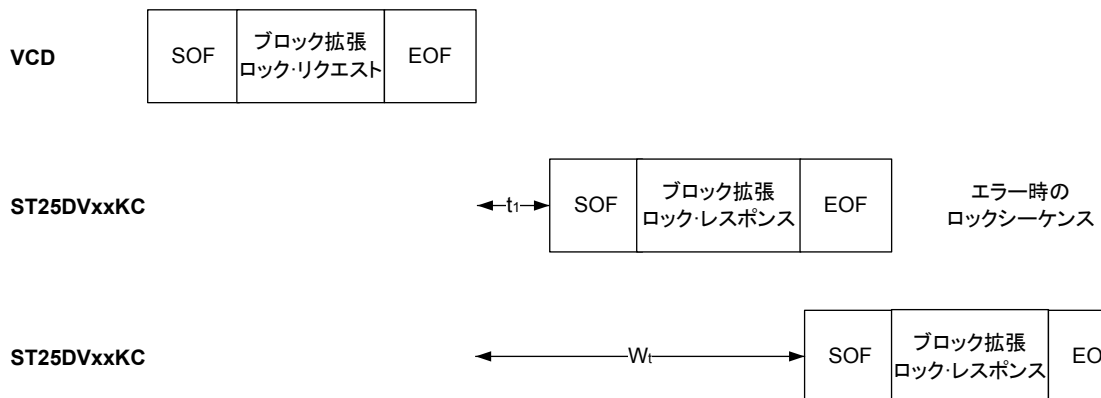 VCD
SOF
ブロック拡張
ロック·リクエスト
EOF
ST25DVxxKC
t1
SOF
ブロック拡張
ロック·レスポンス
EOF
エラー時の
ロックシーケンス
ST25DVxxKC
Wt
SOF
ブロック拡張
ロック·レスポンス
EO